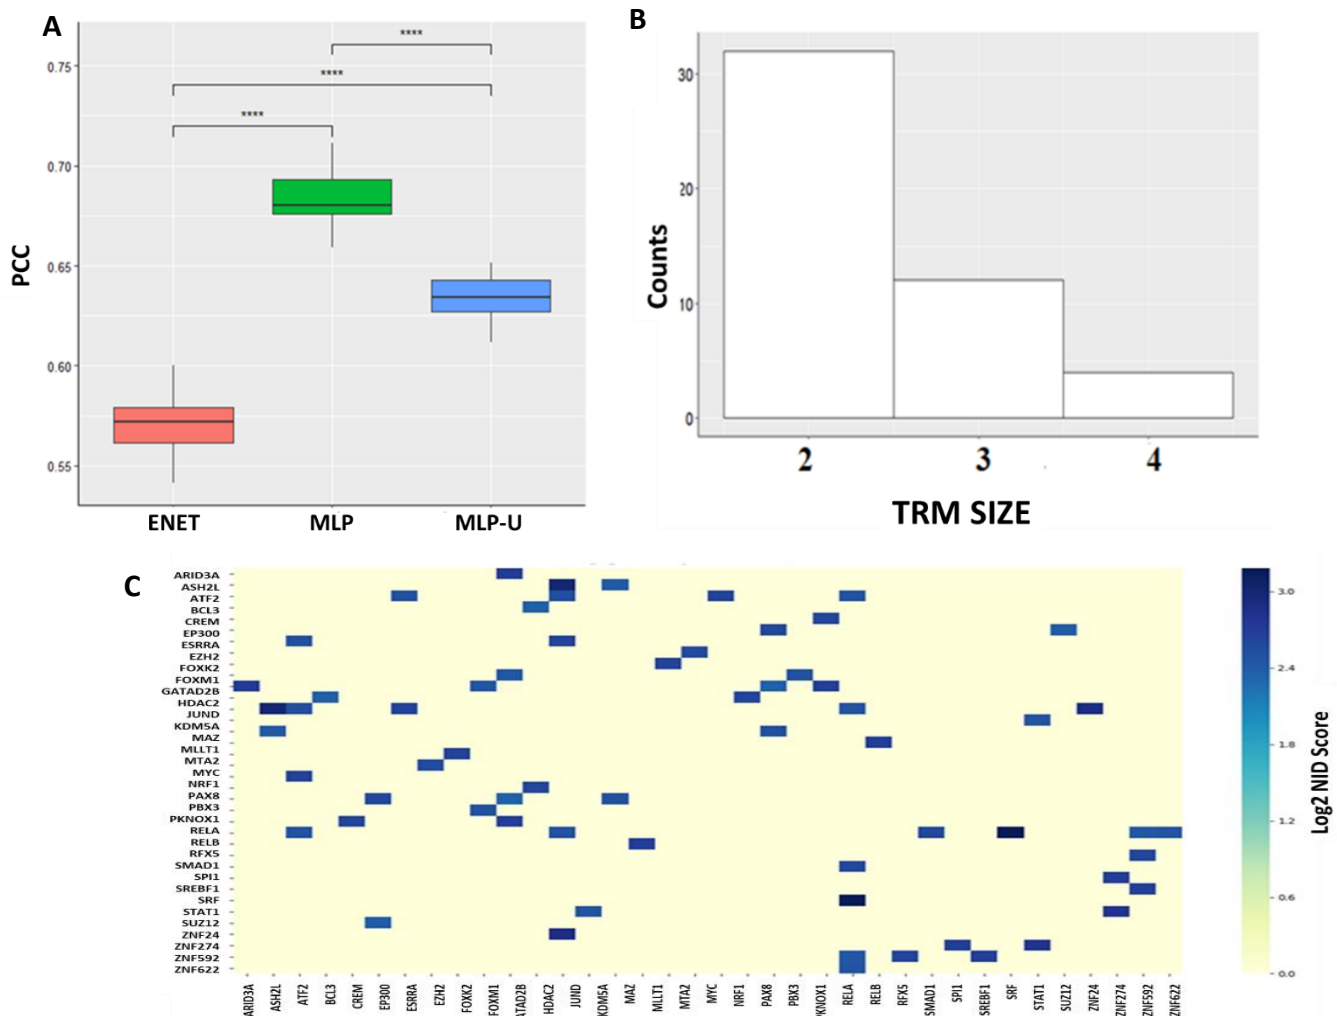 A
B
****
****
****
0.75
0.70
0.65
0.60
0.55
PCC
ENET
MLP
MLP-U
30
20
10
0
Counts
2
3
4
TRM SIZE
C
ARID3A
ASH2L
ATF2
BCL3
CREM
EP300
ESRRA
EZH2
FOXK2
FOXM1
GATAD2B
HDAC2
JUND
KDM5A
MAZ
MLLT1
MTA2
MYC
NRF1
PAX8
PBX3
PKNOX1
RELA
RELB
RFX5
SMAD1
SPI1
SREBF1
SRF
STAT1
SUZ12
ZNF24
ZNF274
ZNF592
ZNF622
ARID3A
ASH2L
ATF2
BCL3
CREM
EP300
ESRRA
EZH2
FOXK2
FOXM1
ATAD2B
HDAC2
JUND
KDM5A
MAZ
MLLT1
MTA2
MYC
NRF1
PAX8
PBX3
PKNOX1
RELA
RELB
RFX5
SMAD1
SPI1
SREBF1
SRF
STAT1
SUZ12
ZNF24
ZNF274
ZNF592
ZNF622
3.0
2.4
1.8
1.2
0.6
0.0
Log2 NID Score